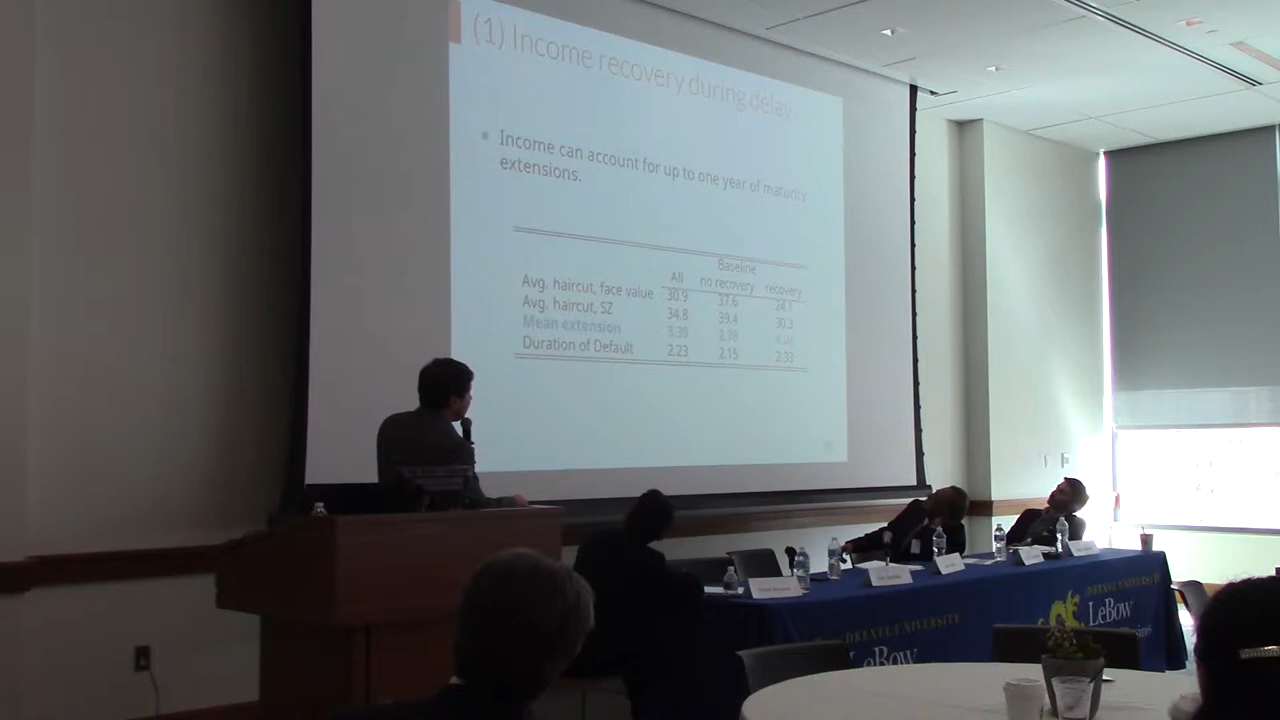 (1) Income recovery during delay
Income can account for up to one year of maturity
extensions.
Baseline
All no recovery recovery
Avg. haircut, face value 30.9 37.6 24.1
Avg. haircut, SZ 34.8 39.4 30.3
Mean extension 3.39
Duration of Default 2.23 2.15 2.33
DREXEL UNIVERSITY
LeBow
DREXEL UNIVERSITY
LeBow